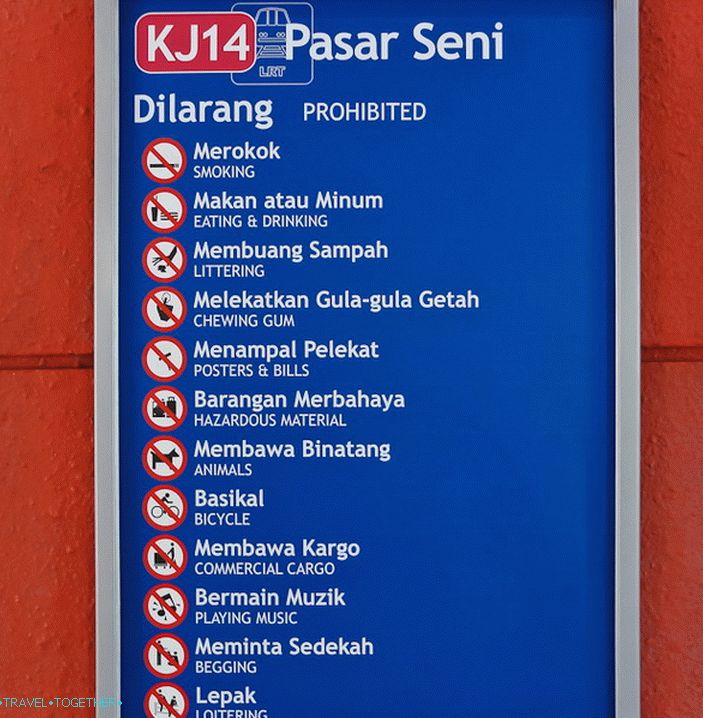 KJ14 Pasar Seni
LRT
Dilarang PROHIBITED
Merokok
SMOKING
Makan atau Minum
EATING & DRINKING
Membuang Sampah
LITTERING
Melekatkan Gula-gula Getah
CHEWING GUM
Menampal Pelekat
POSTERS & BILLS
Barangan Merbahaya
HAZARDOUS MATERIAL
Membawa Binatang
ANIMALS
Basikal
BICYCLE
Membawa Kargo
COMMERCIAL CARGO
Bermain Muzik
PLAYING MUSIC
Meminta Sedekah
BEGGING
Lepak
LOITERING
•TRAVEL•TOGETHER•